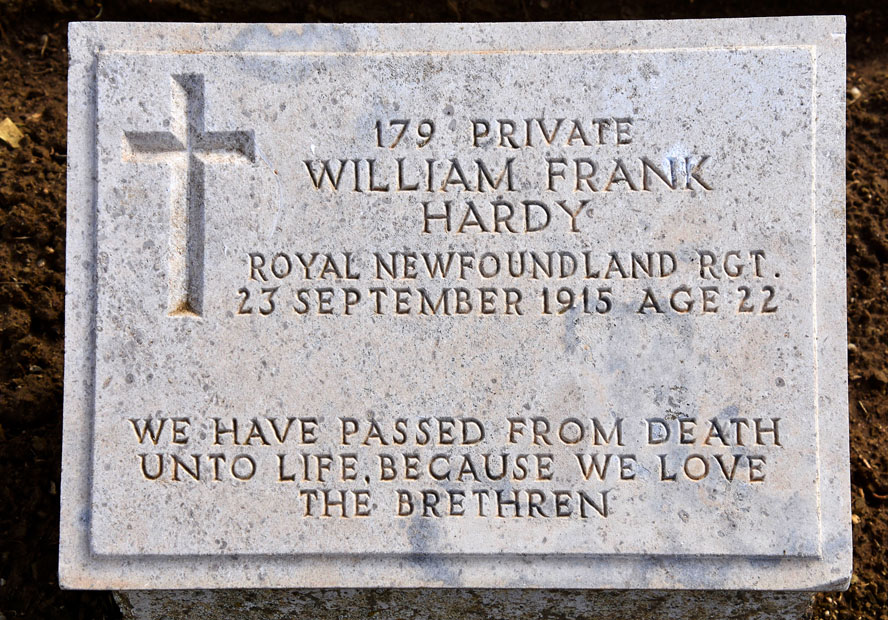 179 PRIVATE
WILLIAM FRANK
HARDY
ROYAL NEWFOUNDLAND RGT.
23 SEPTEMBER 1915 AGE 22
WE HAVE PASSED FROM DEATH
UNTO LIFE, BECAUSE WE LOVE
THE BRETHREN